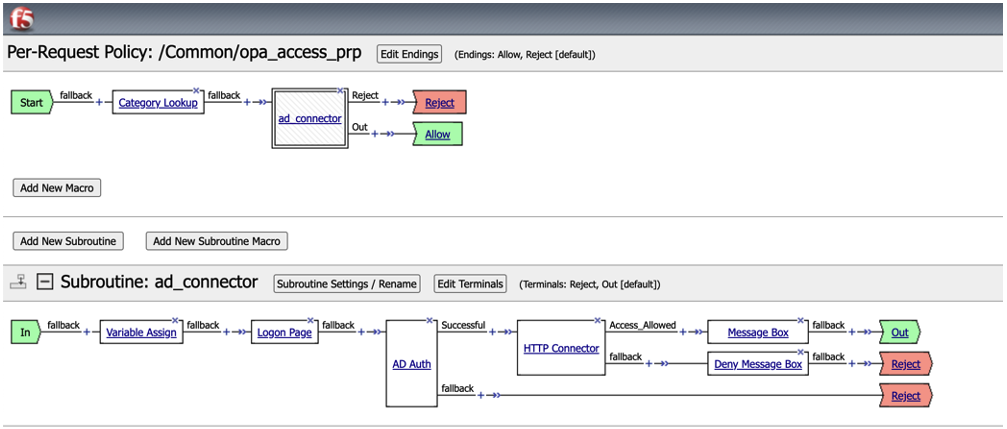 f5
Per-Request Policy: /Common/opa_access_prp Edit Endings (Endings: Allow, Reject [default])
Start fallback + Category Lookup fallback + ad_connector Reject + Reject
Out + Allow
Add New Macro
Add New Subroutine Add New Subroutine Macro
Subroutine: ad_connector Subroutine Settings / Rename Edit Terminals (Terminals: Reject, Out [default])
In fallback + Variable Assign fallback + Logon Page fallback + AD Auth Successful + HTTP Connector Access_Allowed + Message Box fallback + Out
fallback + Deny Message Box fallback + Reject
fallback + Reject